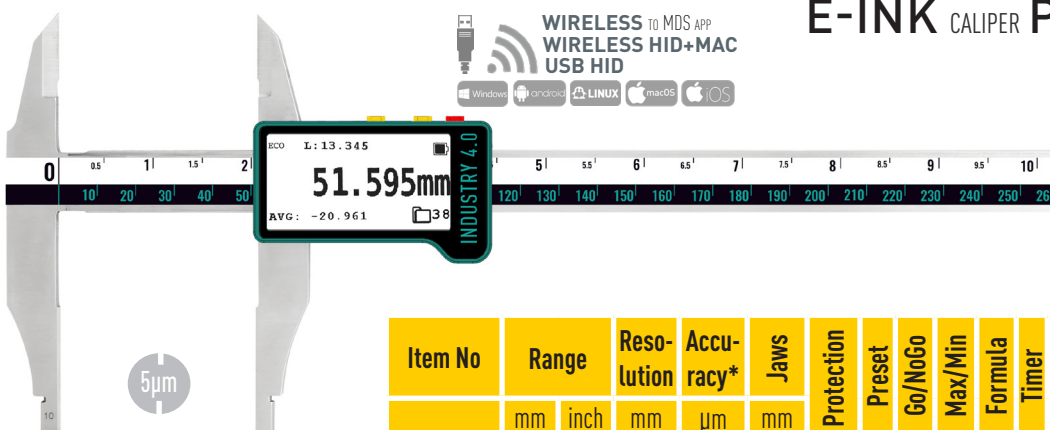 E-INK CALIPER P
WIRELESS TO MDS APP
WIRELESS HID+MAC
USB HID
Windows android LINUX macOS iOS
ECO L:13.345
51.595mm
AVG: -20.961 38
INDUSTRY 4.0
0 0.5 1 1.5 2 5 5.5 6 6.5 7 7.5 8 8.5 9 9.5 10
10 20 30 40 50 120 130 140 150 160 170 180 190 200 210 220 230 240 250 26
5µm
10
Item No Range Reso-lution Accu-racy* Jaws Protection Preset Go/NoGo Max/Min Formula Timer
mm inch mm µm mm